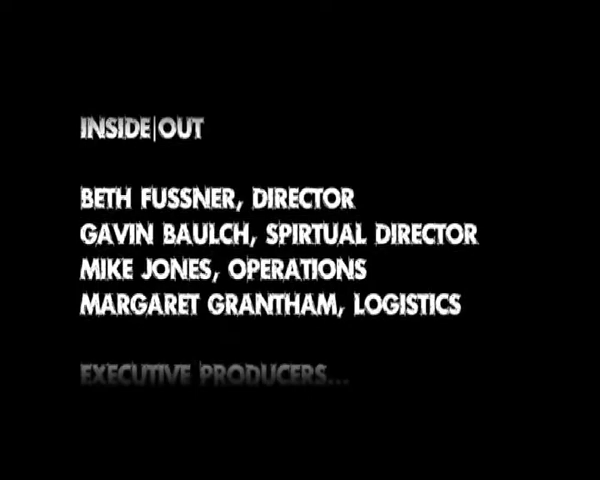 INSIDE|OUT
BETH FUSSNER, DIRECTOR
GAVIN BAULCH, SPIRTUAL DIRECTOR
MIKE JONES, OPERATIONS
MARGARET GRANTHAM, LOGISTICS
EXECUTIVE PRODUCERS...